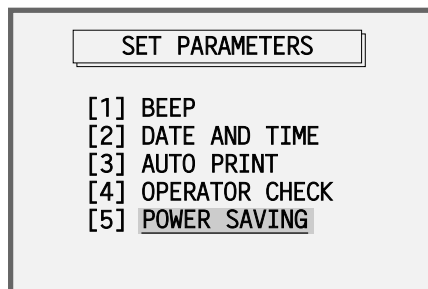 SET PARAMETERS
[1] BEEP
[2] DATE AND TIME
[3] AUTO PRINT
[4] OPERATOR CHECK
[5] POWER SAVING